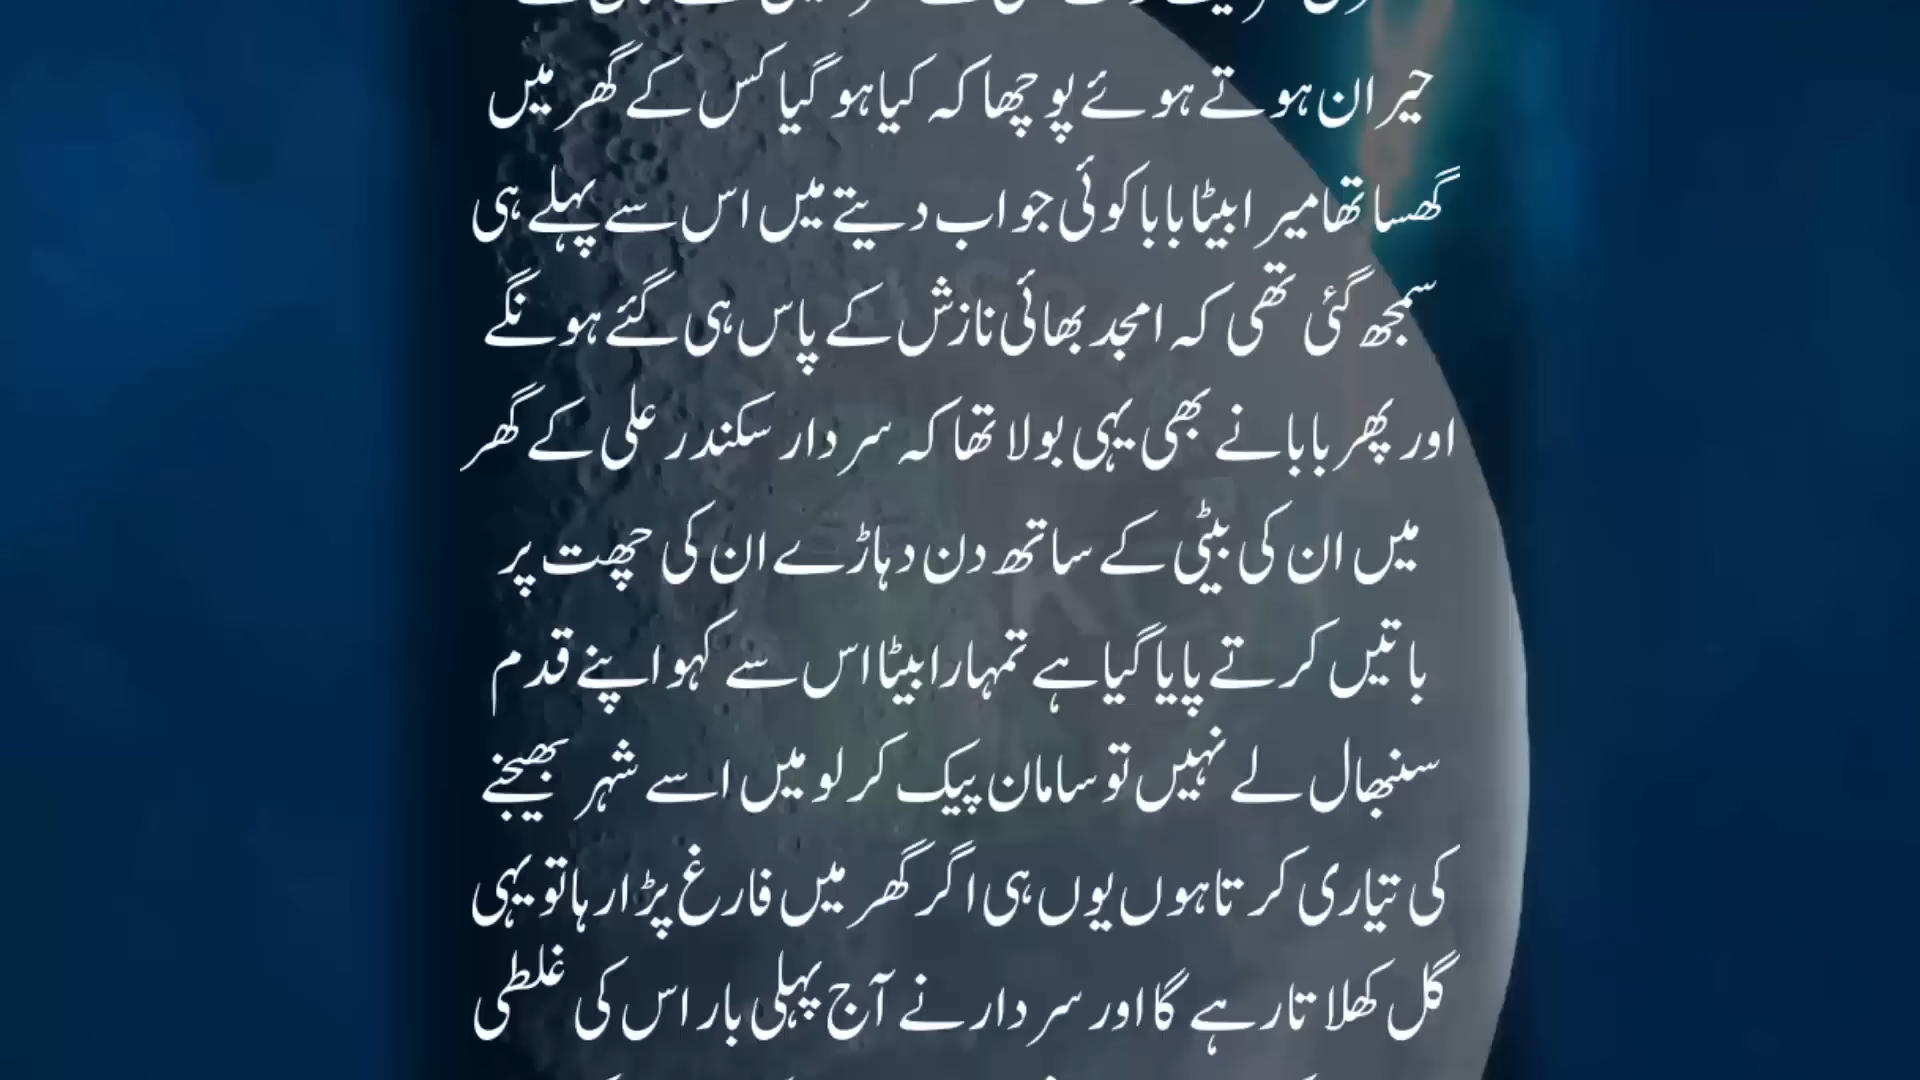 حیران ہوتے ہوئے پوچھا کہ کیا ہو گیا کس کے گھر میں
گھسا تھا میرا بیٹا بابا کوئی جواب دیتے میں اس سے پہلے ہی
سمجھ گئی تھی کہ امجد بھائی نازش کے پاس ہی گئے ہونگے
اور پھر بابا نے بھی یہی بولا تھا کہ سردار سکندر علی کے گھر
میں ان کی بیٹی کے ساتھ دن دہاڑے ان کی چھت پر
باتیں کرتے پایا گیا ہے تمہارا بیٹا اس سے کہو اپنے قدم
سنبھال لے نہیں تو سامان پیک کر لو میں اسے شہر بھیجنے
کی تیاری کرتا ہوں یوں ہی اگر گھر میں فارغ پڑا رہا تو یہی
گل کھلاتا رہے گا اور سردار نے آج پہلی بار اس کی غلطی